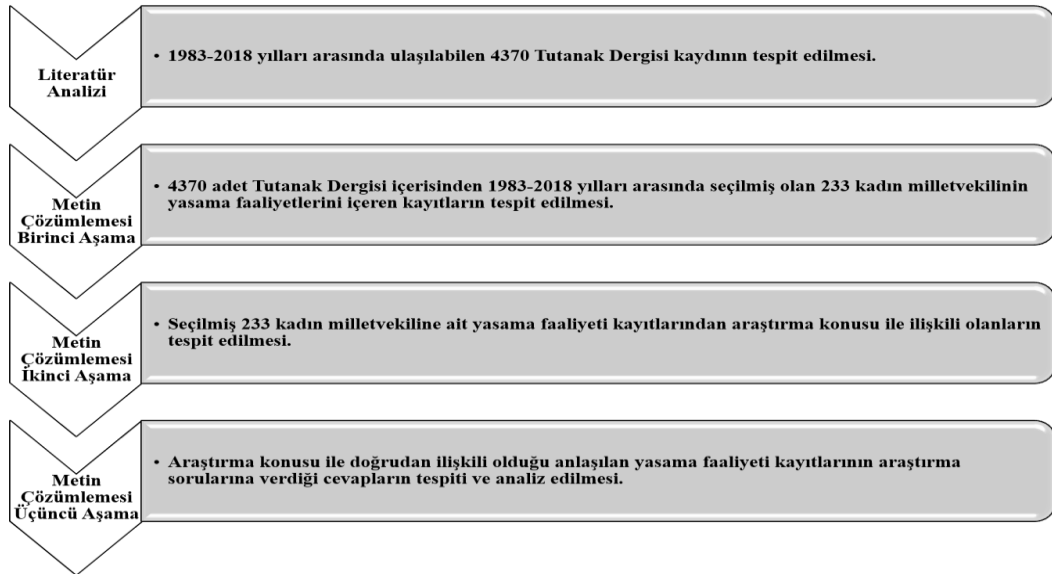 Literatür
Analizi
• 1983-2018 yılları arasında ulaşılabilen 4370 Tutanak Dergisi kaydının tespit edilmesi.
Metin
Çözümlemesi
Birinci Aşama
• 4370 adet Tutanak Dergisi içerisinden 1983-2018 yılları arasında seçilmiş olan 233 kadın milletvekilinin
yasama faaliyetlerini içeren kayıtların tespit edilmesi.
Metin
Çözümlemesi
İkinci Aşama
• Seçilmiş 233 kadın milletvekiline ait yasama faaliyeti kayıtlarından araştırma konusu ile ilişkili olanların
tespit edilmesi.
Metin
Çözümlemesi
Üçüncü Aşama
• Araştırma konusu ile doğrudan ilişkili olduğu anlaşılan yasama faaliyeti kayıtlarının araştırma
sorularına verdiği cevapların tespiti ve analiz edilmesi.